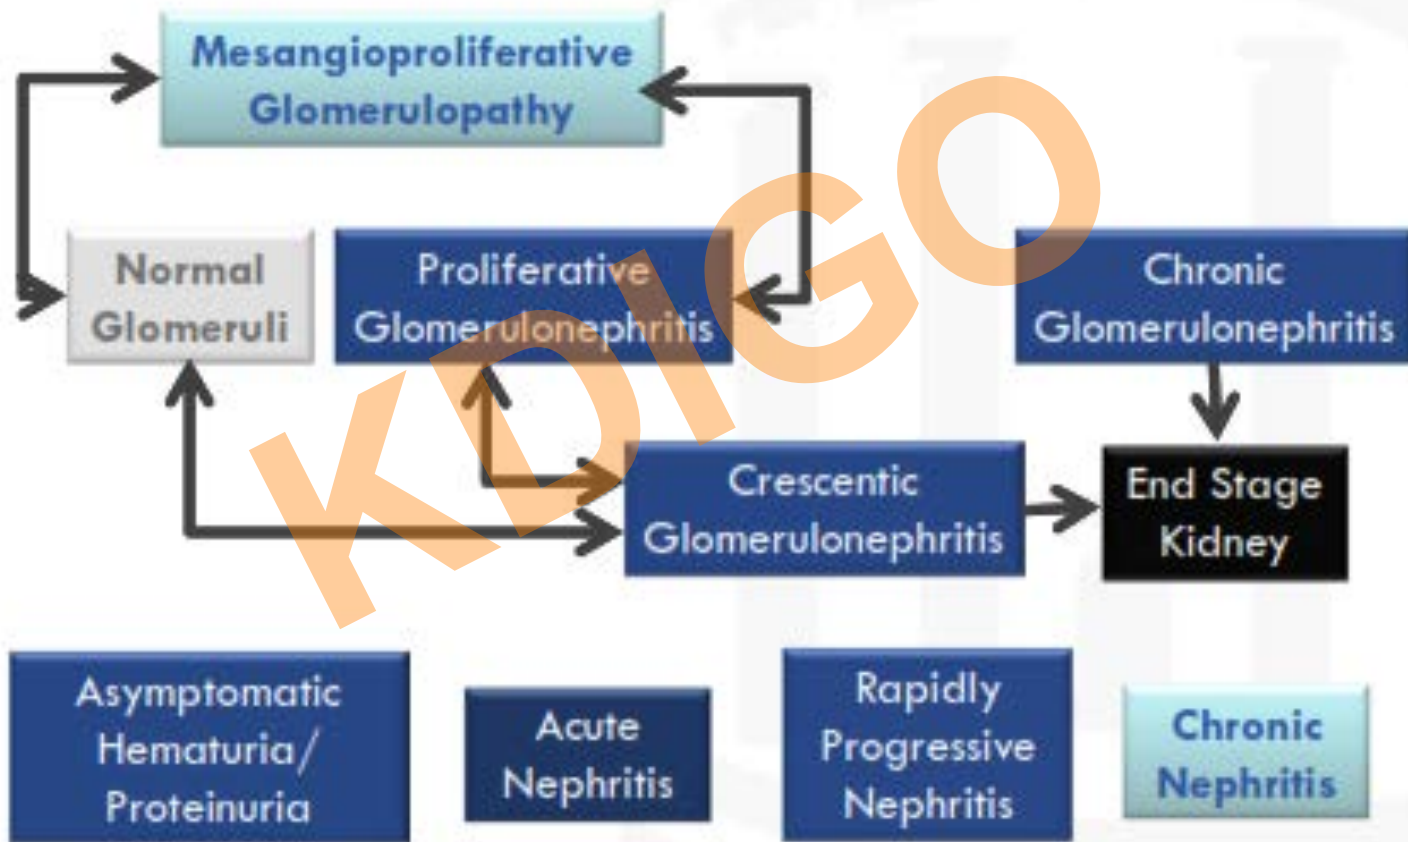 Mesangioproliferative
Glomerulopathy
Normal
Glomeruli
Proliferative
Glomerulonephritis
Chronic
Glomerulonephritis
Crescentic
Glomerulonephritis
End Stage
Kidney
KDIGO
Asymptomatic
Hematuria/
Proteinuria
Acute
Nephritis
Rapidly
Progressive
Nephritis
Chronic
Nephritis